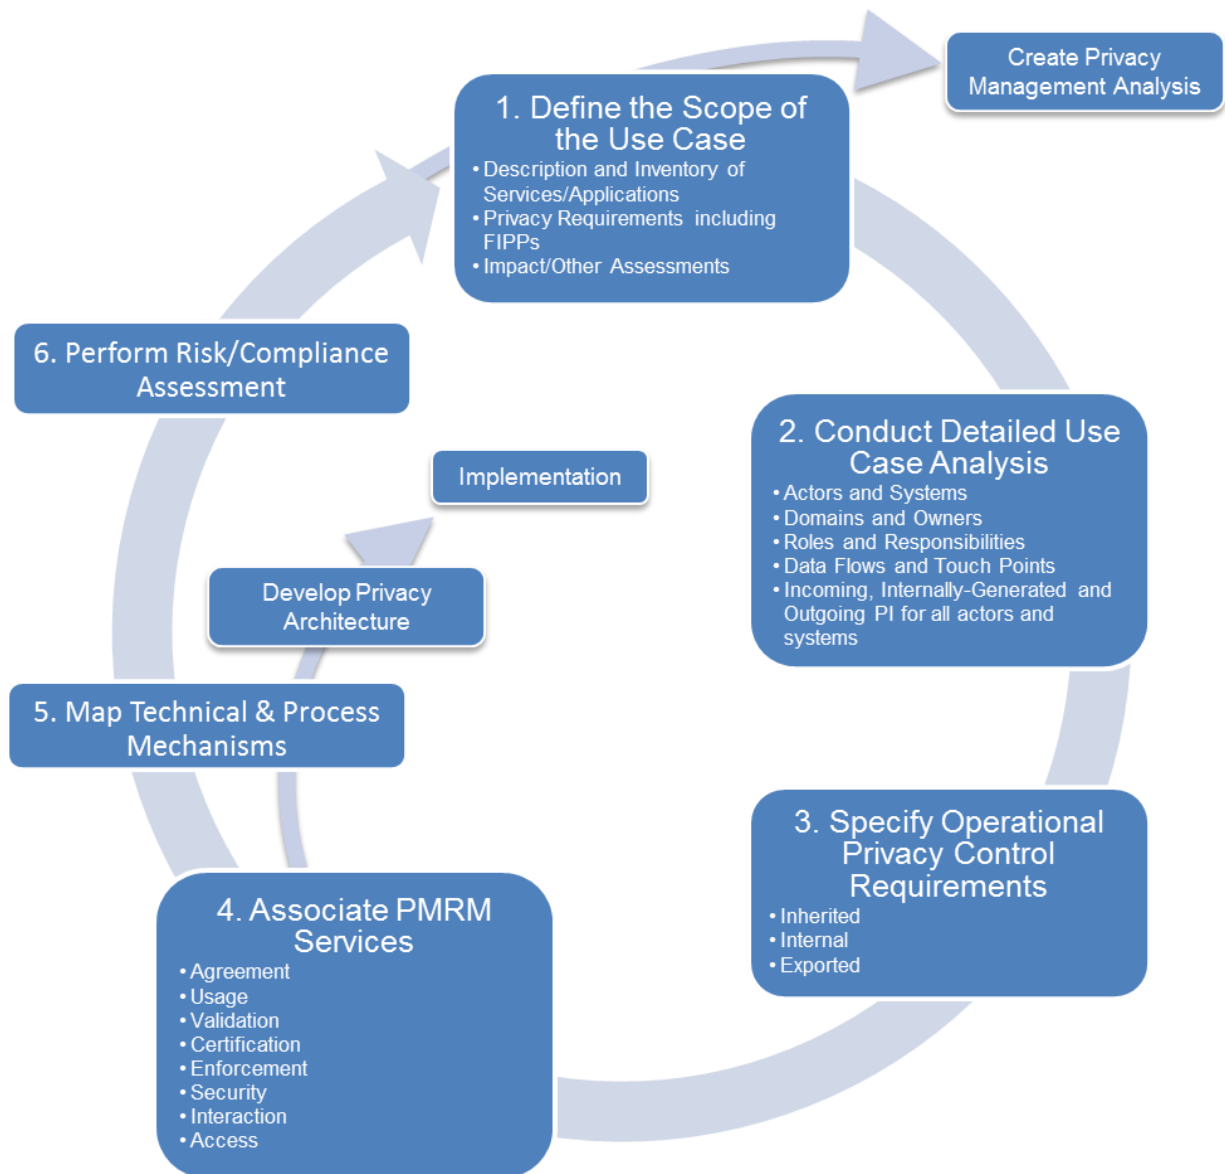 Create Privacy
Management Analysis
1. Define the Scope of
the Use Case
• Description and Inventory of
Services/Applications
• Privacy Requirements including
FIPPs
• Impact/Other Assessments
2. Conduct Detailed Use
Case Analysis
• Actors and Systems
• Domains and Owners
• Roles and Responsibilities
• Data Flows and Touch Points
• Incoming, Internally-Generated and
Outgoing PI for all actors and
systems
3. Specify Operational
Privacy Control
Requirements
• Inherited
• Internal
• Exported
4. Associate PMRM
Services
• Agreement
• Usage
• Validation
• Certification
• Enforcement
• Security
• Interaction
• Access
5. Map Technical & Process
Mechanisms
Develop Privacy
Architecture
Implementation
6. Perform Risk/Compliance
Assessment